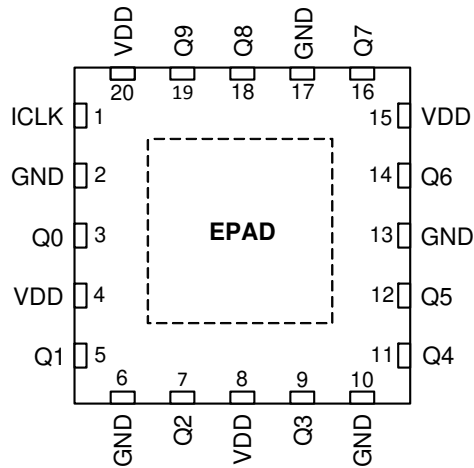 VDD Q9 Q8 GND Q7
20 19 18 17 16
ICLK 1 15 VDD
GND 2 14 Q6
Q0 3 EPAD 13 GND
VDD 4 12 Q5
Q1 5 11 Q4
6 7 8 9 10
GND Q2 VDD Q3 GND